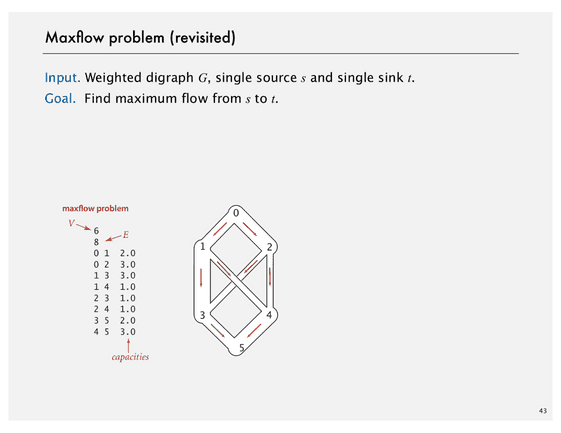 Maxflow problem (revisited)
Input. Weighted digraph G, single source s and single sink t.
Goal. Find maximum flow from s to t.
maxflow problem
V
6
8
E
0 1 2.0
0 2 3.0
1 3 3.0
1 4 1.0
2 3 1.0
2 4 1.0
3 5 2.0
4 5 3.0
capacities
0
1 2
3 4
5
43